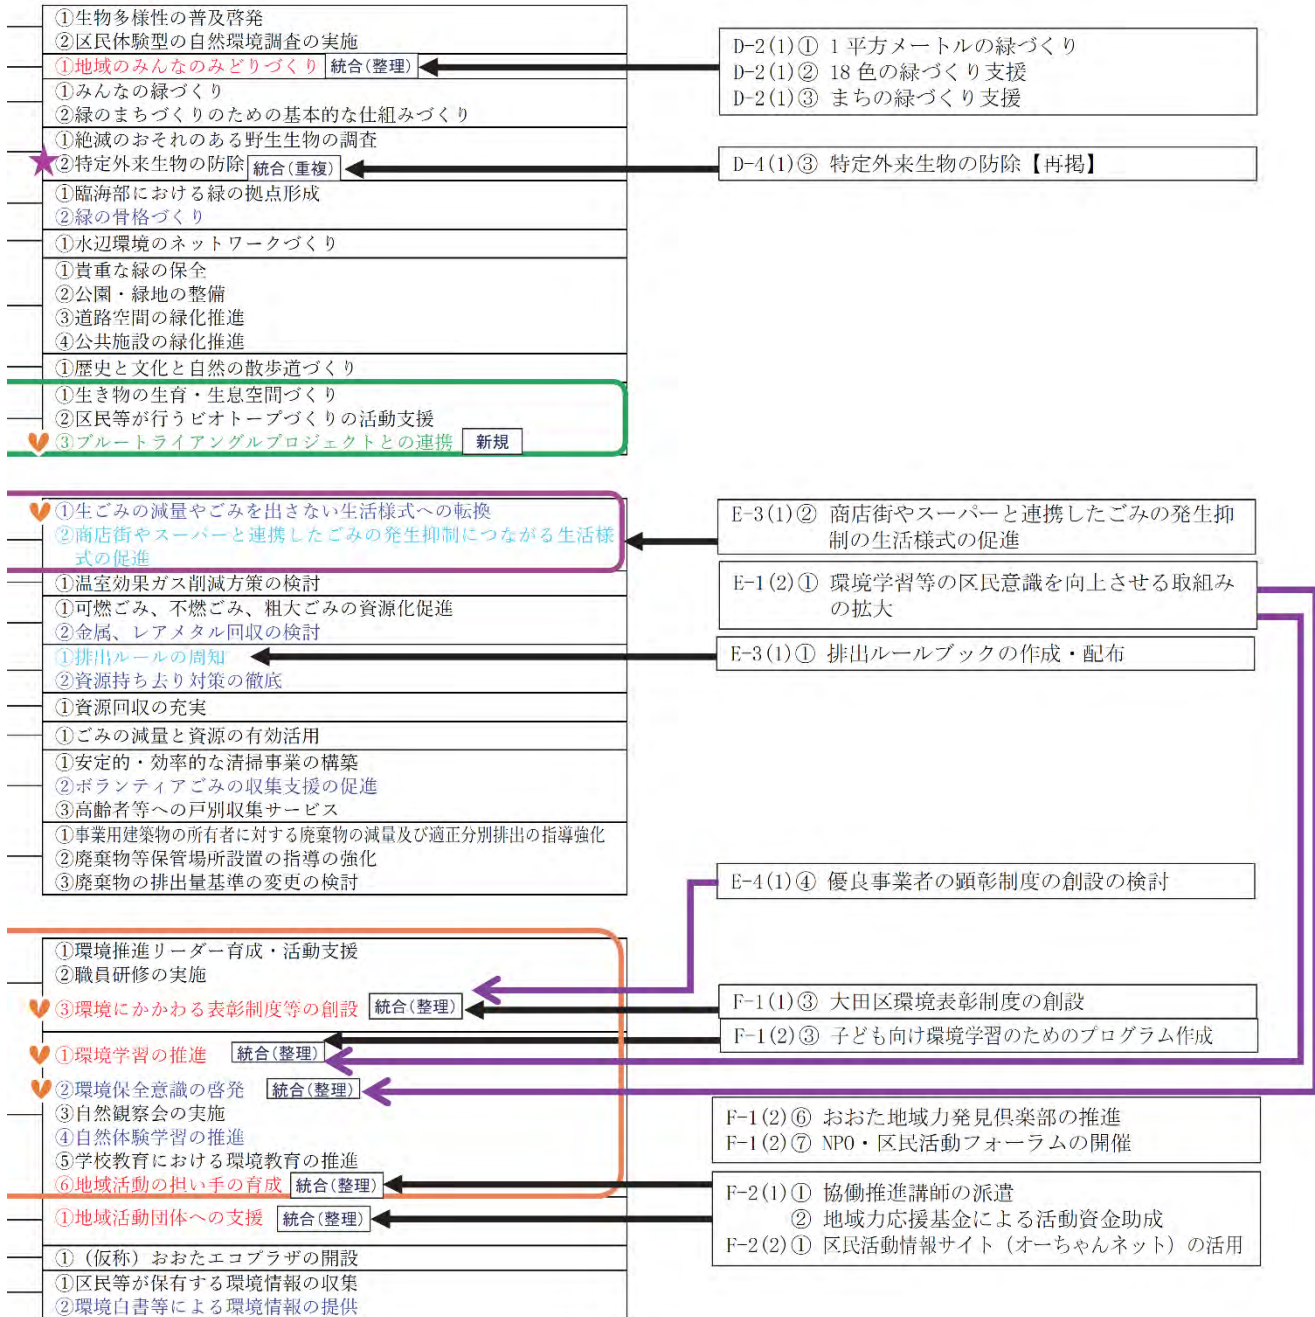 ①生物多様性の普及啓発
②区民体験型の自然環境調査の実施
①地域のみんなのみどりづくり 統合(整理)
①みんなの緑づくり
②緑のまちづくりのための基本的な仕組みづくり
①絶滅のおそれのある野生生物の調査
②特定外来生物の防除 統合(重複)
①臨海部における緑の拠点形成
②緑の骨格づくり
①水辺環境のネットワークづくり
①貴重な緑の保全
②公園・緑地の整備
③道路空間の緑化推進
④公共施設の緑化推進
①歴史と文化と自然の散歩道づくり
①生き物の生育・生息空間づくり
②区民等が行うビオトープづくりの活動支援
③ブルートライアングルプロジェクトとの連携 新規
D-2(1)① 1平方メートルの緑づくり
D-2(1)② 18色の緑づくり支援
D-2(1)③ まちの緑づくり支援
D-4(1)③ 特定外来生物の防除【再掲】
①生ごみの減量やごみを出さない生活様式への転換
②商店街やスーパーと連携したごみの発生抑制につながる生活様
式の促進
①温室効果ガス削減方策の検討
①可燃ごみ、不燃ごみ、粗大ごみの資源化促進
②金属、レアメタル回収の検討
①排出ルールの周知
②資源持ち去り対策の徹底
①資源回収の充実
①ごみの減量と資源の有効活用
①安定的・効率的な清掃事業の構築
②ボランティアごみの収集支援の促進
③高齢者等への戸別収集サービス
①事業用建築物の所有者に対する廃棄物の減量及び適正分別排出の指導強化
②廃棄物等保管場所設置の指導の強化
③廃棄物の排出量基準の変更の検討
E-3(1)② 商店街やスーパーと連携したごみの発生抑
制の生活様式の促進
E-1(2)① 環境学習等の区民意識を向上させる取組み
の拡大
E-3(1)① 排出ルールブックの作成・配布
E-4(1)④ 優良事業者の顕彰制度の創設の検討
①環境推進リーダー育成・活動支援
②職員研修の実施
③環境にかかわる表彰制度等の創設 統合(整理)
①環境学習の推進 統合(整理)
②環境保全意識の啓発 統合(整理)
③自然観察会の実施
④自然体験学習の推進
⑤学校教育における環境教育の推進
⑥地域活動の担い手の育成 統合(整理)
①地域活動団体への支援 統合(整理)
①(仮称)おおたエコプラザの開設
①区民等が保有する環境情報の収集
②環境白書等による環境情報の提供
F-1(1)③ 大田区環境表彰制度の創設
F-1(2)③ 子ども向け環境学習のためのプログラム作成
F-1(2)⑥ おおた地域力発見倶楽部の推進
F-1(2)⑦ NPO・区民活動フォーラムの開催
F-2(1)① 協働推進講師の派遣
② 地域力応援基金による活動資金助成
F-2(2)① 区民活動情報サイト(オーちゃんネット)の活用